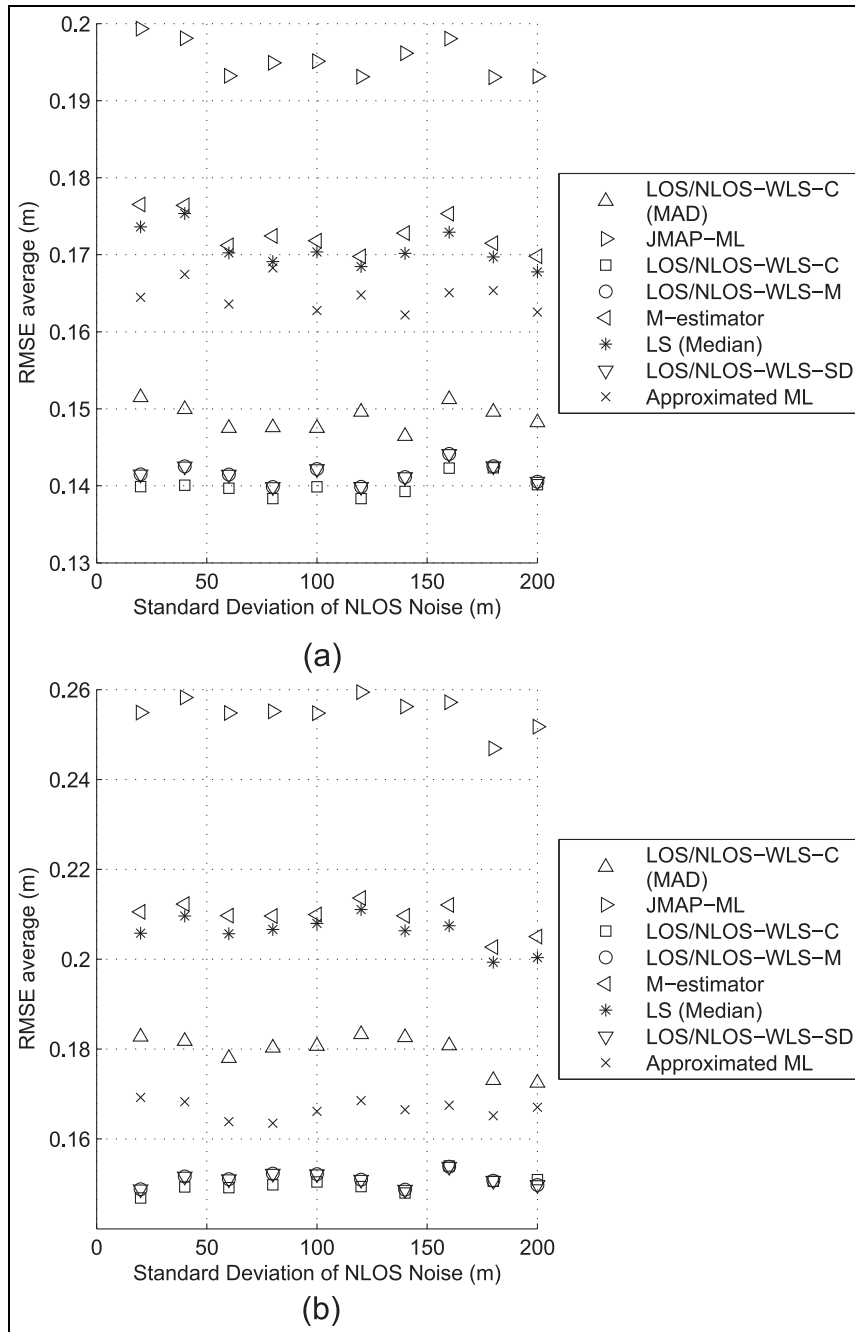 0.2
0.19
0.18
0.17
0.16
0.15
0.14
0.13
RMSE average (m)
0
50
100
150
200
Standard Deviation of NLOS Noise (m)
LOS/NLOS−WLS−C
(MAD)
JMAP−ML
LOS/NLOS−WLS−C
LOS/NLOS−WLS−M
M−estimator
LS (Median)
LOS/NLOS−WLS−SD
Approximated ML
(a)
0.26
0.24
0.22
0.2
0.18
0.16
RMSE average (m)
0
50
100
150
200
Standard Deviation of NLOS Noise (m)
LOS/NLOS−WLS−C
(MAD)
JMAP−ML
LOS/NLOS−WLS−C
LOS/NLOS−WLS−M
M−estimator
LS (Median)
LOS/NLOS−WLS−SD
Approximated ML
(b)